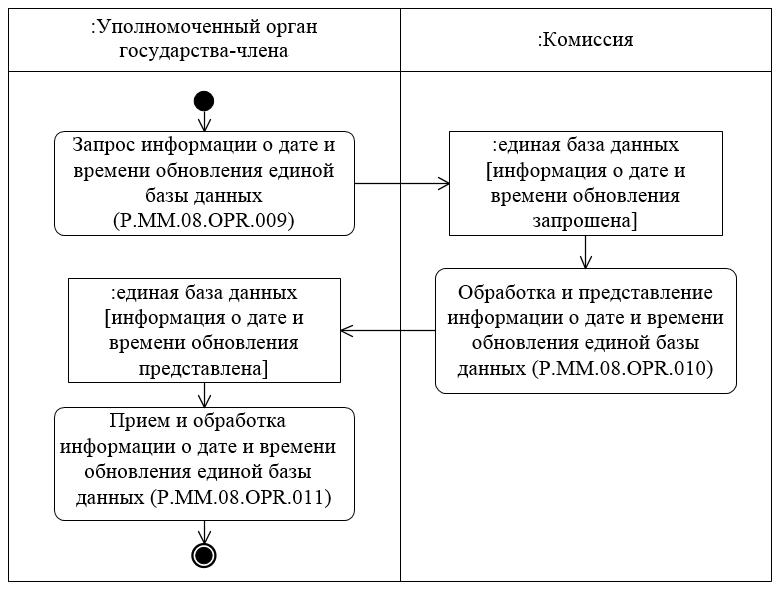 :Уполномоченный орган
государства-члена
:Комиссия
Запрос информации о дате и
времени обновления единой
базы данных
(P.MM.08.OPR.009)
:единая база данных
[информация о дате и
времени обновления
запрошена]
Обработка и представление
информации о дате и времени
обновления единой базы
данных (P.MM.08.OPR.010)
:единая база данных
[информация о дате и
времени обновления
представлена]
Прием и обработка
информации о дате и времени
обновления единой базы
данных (P.MM.08.OPR.011)